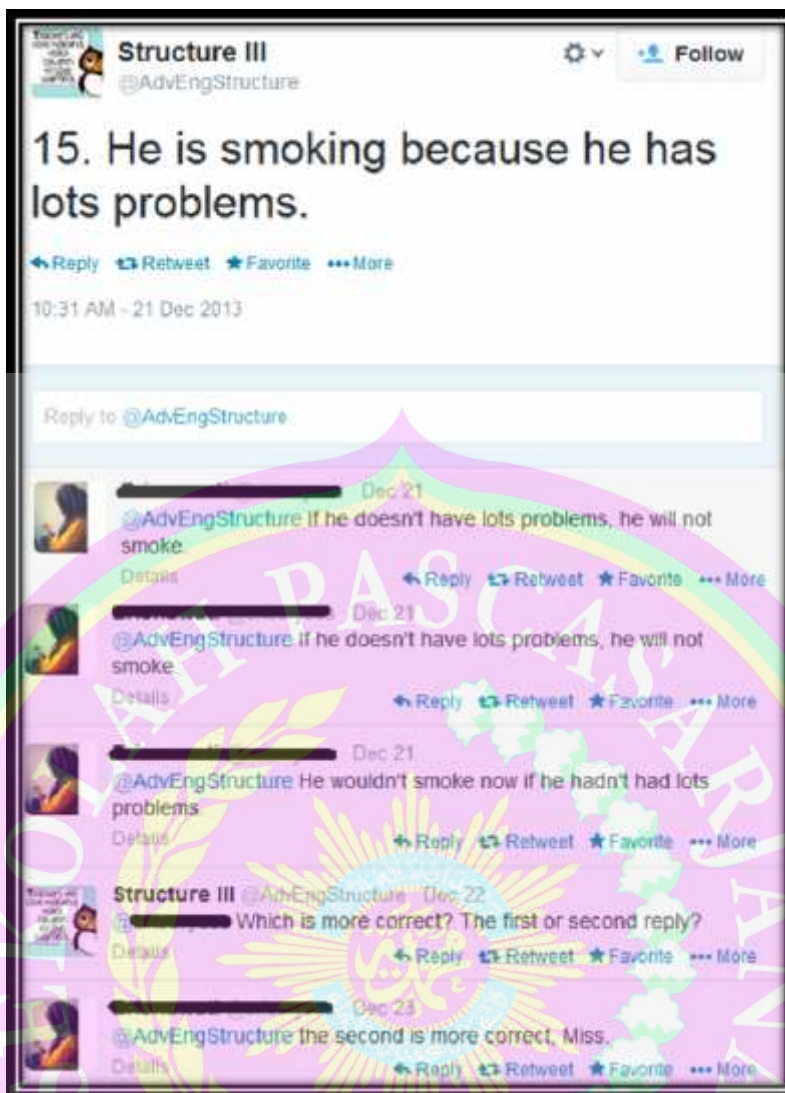 Structure III
Follow
@AdvEngStructure
15. He is smoking because he has
lots problems.
Reply Retweet Favorite More
10:31 AM - 21 Dec 2013
Reply to @AdvEngStructure
Dec 21
@AdvEngStructure If he doesn't have lots problems, he will not
smoke.
Details Reply Retweet Favorite More
Dec 21
@AdvEngStructure If he doesn't have lots problems, he will not
smoke.
Details Reply Retweet Favorite More
Dec 21
@AdvEngStructure He wouldn't smoke now if he hadn't had lots
problems.
Details Reply Retweet Favorite More
Structure III @AdvEngStructure Dec 22
Which is more correct? The first or second reply?
Details Reply Retweet Favorite More
Dec 23
@AdvEngStructure the second is more correct, Miss.
Details Reply Retweet Favorite More
SEKOLAH PASCASARJANA